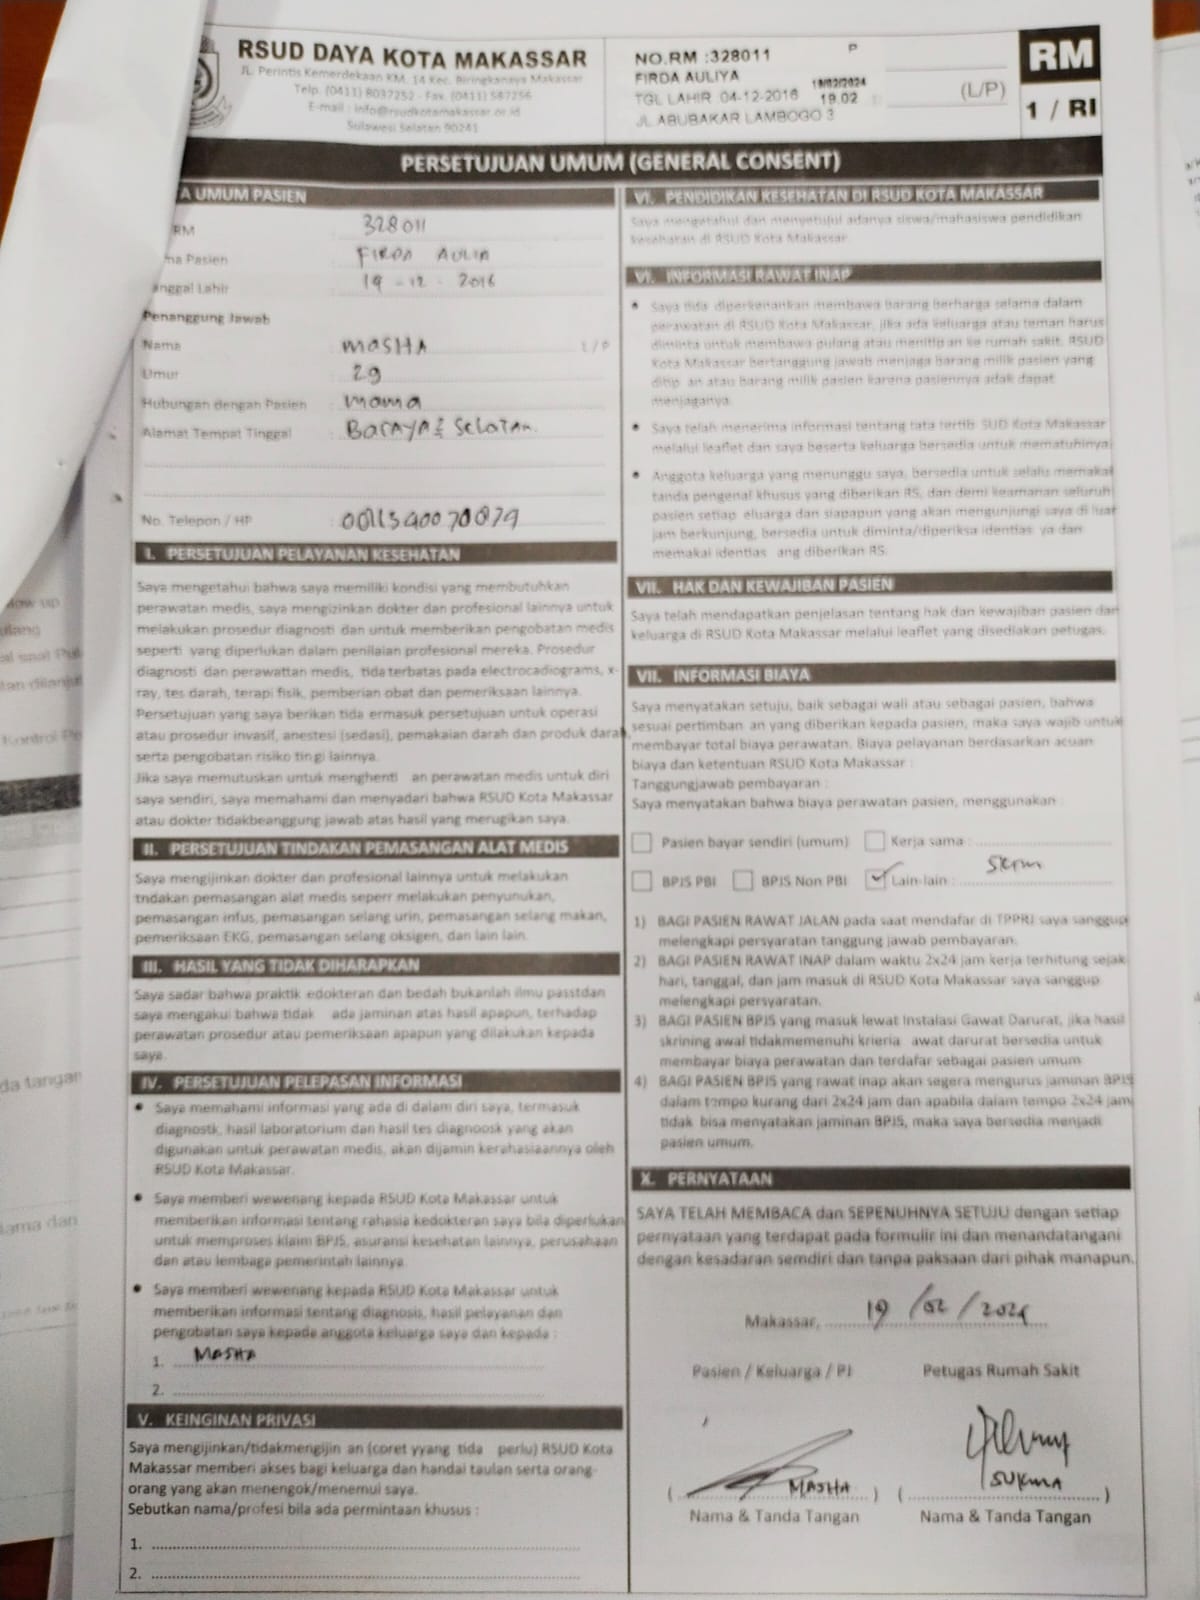 RSUD DAYA KOTA MAKASSAR
JL. Perintis Kemerdekaan KM. 14 Kec. Biringkanaya Makassar
Telp. (0411) 8037252 - Fax. (0411) 587256
E-mail : info@rsudkotamakassar.or.id
Sulawesi Selatan 90241
NO.RM :328011 P
FIRDA AULIYA 19/02/2024
TGL LAHIR 04-12-2016 19.02
JL ABUBAKAR LAMBOGO 3
(L/P)
RM
1 / RI
PERSETUJUAN UMUM (GENERAL CONSENT)
A UMUM PASIEN
RM 328011
ma Pasien FIRDA AULIA
anggal Lahir 19 - 12 - 2016
Penanggung Jawab
Nama : MASHA L/P
Umur : 29
Hubungan dengan Pasien : mama
Alamat Tempat Tinggal : Selatan
No. Telepon / HP :
I. PERSETUJUAN PELAYANAN KESEHATAN
Saya mengetahui bahwa saya memiliki kondisi yang membutuhkan
perawatan medis, saya mengizinkan dokter dan profesional lainnya untuk
melakukan prosedur diagnosti dan untuk memberikan pengobatan medis
seperti yang diperlukan dalam penilaian profesional mereka. Prosedur
diagnosti dan perawattan medis, tida terbatas pada electrocadiograms, x-
ray, tes darah, terapi fisik, pemberian obat dan pemeriksaan lainnya.
Persetujuan yang saya berikan tida ermasuk persetujuan untuk operasi
atau prosedur invasif, anestesi (sedasi), pemakaian darah dan produk darah,
serta pengobatan risiko tin gi lainnya.
Jika saya memutuskan untuk menghenti an perawatan medis untuk diri
saya sendiri, saya memahami dan menyadari bahwa RSUD Kota Makassar
atau dokter tidakbeanggung jawab atas hasil yang merugikan saya.
II. PERSETUJUAN TINDAKAN PEMASANGAN ALAT MEDIS
Saya mengijinkan dokter dan profesional lainnya untuk melakukan
tndakan pemasangan alat medis seperr melakukan penyunukan,
pemasangan infus, pemasangan selang urin, pemasangan selang makan,
pemeriksaan EKG, pemasangan selang oksigen, dan lain lain.
III. HASIL YANG TIDAK DIHARAPKAN
Saya sadar bahwa praktik edokteran dan bedah bukanlah ilmu passtdan
saya mengakui bahwa tidak ada jaminan atas hasil apapun, terhadap
perawatan prosedur atau pemeriksaan apapun yang dilakukan kepada
saya.
IV. PERSETUJUAN PELEPASAN INFORMASI
• Saya memahami informasi yang ada di dalam diri saya, termasuk
diagnostk, hasil laboratorium dan hasil tes diagnoosk yang akan
digunakan untuk perawatan medis, akan dijamin kerahasiaannya oleh
RSUD Kota Makassar.
• Saya memberi wewenang kepada RSUD Kota Makassar untuk
memberikan informasi tentang rahasia kedokteran saya bila diperlukan
untuk memproses klaim BPJS, asuransi kesehatan lainnya, perusahaan
dan atau lembaga pemerintah lainnya.
• Saya memberi wewenang kepada RSUD Kota Makassar untuk
memberikan informasi tentang diagnosis, hasil pelayanan dan
pengobatan saya kepada anggota keluarga saya dan kepada :
1. MASHA
2.
V. KEINGINAN PRIVASI
Saya mengijinkan/tidakmengijin an (coret yyang tida perlu) RSUD Kota
Makassar memberi akses bagi keluarga dan handai taulan serta orang-
orang yang akan menengok/menemui saya.
Sebutkan nama/profesi bila ada permintaan khusus :
1.
2.
VI. PENDIDIKAN KESEHATAN DI RSUD KOTA MAKASSAR
Saya mengetahui dan menyetujui adanya siswa/mahasiswa pendidikan
kesehatan di RSUD Kota Makassar.
VI. INFORMASI RAWAT INAP
• Saya tida diperkenankan membawa barang berharga selama dalam
perawatan di RSUD Kota Makassar, jika ada keluarga atau teman harus
diminta untuk membawa pulang atau menitip an ke rumah sakit. RSUD
Kota Makassar bertanggung jawab menjaga barang milik pasien yang
ditip an atau barang milik pasien karena pasiennya adak dapat
menjaganya.
• Saya telah menerima informasi tentang tata tertib SUD Kota Makassar
melalui leaflet dan saya beserta keluarga bersedia untuk mematuhinya
• Anggota keluarga yang menunggu saya, bersedia untuk selalu memakai
tanda pengenal khusus yang diberikan RS, dan demi keamanan seluruh
pasien setiap eluarga dan siapapun yang akan mengunjungi saya di luar
jam berkunjung, bersedia untuk diminta/diperiksa identias ya dan
memakai identias ang diberikan RS.
VII. HAK DAN KEWAJIBAN PASIEN
Saya telah mendapatkan penjelasan tentang hak dan kewajiban pasien dan
keluarga di RSUD Kota Makassar melalui leaflet yang disediakan petugas.
VII. INFORMASI BIAYA
Saya menyatakan setuju, baik sebagai wali atau sebagai pasien, bahwa
sesuai pertimban an yang diberikan kepada pasien, maka saya wajib untuk
membayar total biaya perawatan. Biaya pelayanan berdasarkan acuan
biaya dan ketentuan RSUD Kota Makassar :
Tanggungjawab pembayaran :
Saya menyatakan bahwa biaya perawatan pasien, menggunakan :
Pasien bayar sendiri (umum) Kerja sama :
BPJS PBI BPJS Non PBI ✓ Lain-lain :
1) BAGI PASIEN RAWAT JALAN pada saat mendafar di TPPRJ saya sanggup
melengkapi persyaratan tanggung jawab pembayaran.
2) BAGI PASIEN RAWAT INAP dalam waktu 2x24 jam kerja terhitung sejak
hari, tanggal, dan jam masuk di RSUD Kota Makassar saya sanggup
melengkapi persyaratan.
3) BAGI PASIEN BPJS yang masuk lewat Instalasi Gawat Darurat, jika hasil
skrining awal tidakmemenuhi krieria awat darurat bersedia untuk
membayar biaya perawatan dan terdafar sebagai pasien umum
4) BAGI PASIEN BPJS yang rawat inap akan segera mengurus jaminan BPJS
dalam tempo kurang dari 2x24 jam dan apabila dalam tempo 2x24 jam
tidak bisa menyatakan jaminan BPJS, maka saya bersedia menjadi
pasien umum.
X. PERNYATAAN
SAYA TELAH MEMBACA dan SEPENUHNYA SETUJU dengan setiap
pernyataan yang terdapat pada formulir ini dan menandatangani
dengan kesadaran semdiri dan tanpa paksaan dari pihak manapun.
Makassar, 19 / 02 / 2024
Pasien / Keluarga / PJ Petugas Rumah Sakit
( MASHA ) ( SUKMA )
Nama & Tanda Tangan Nama & Tanda Tangan